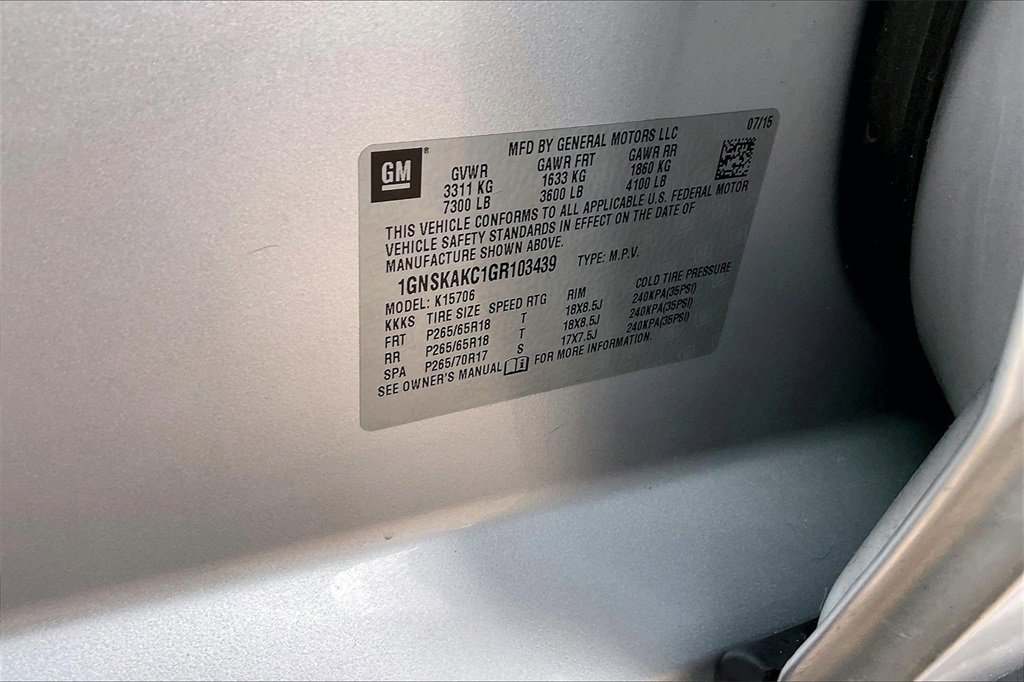 07/15
GM®
MFD BY GENERAL MOTORS LLC
GVWR GAWR FRT GAWR RR
3311 KG 1633 KG 1860 KG
7300 LB 3600 LB 4100 LB
THIS VEHICLE CONFORMS TO ALL APPLICABLE U.S. FEDERAL MOTOR
VEHICLE SAFETY STANDARDS IN EFFECT ON THE DATE OF
MANUFACTURE SHOWN ABOVE.
1GNSKAKC1GR103439 TYPE: M.P.V.
MODEL: K15706
KKKS TIRE SIZE SPEED RTG RIM COLD TIRE PRESSURE
FRT P265/65R18 T 18X8.5J 240KPA(35PSI)
RR P265/65R18 T 18X8.5J 240KPA(35PSI)
SPA P265/70R17 S 17X7.5J 240KPA(35PSI)
SEE OWNER'S MANUAL FOR MORE INFORMATION.